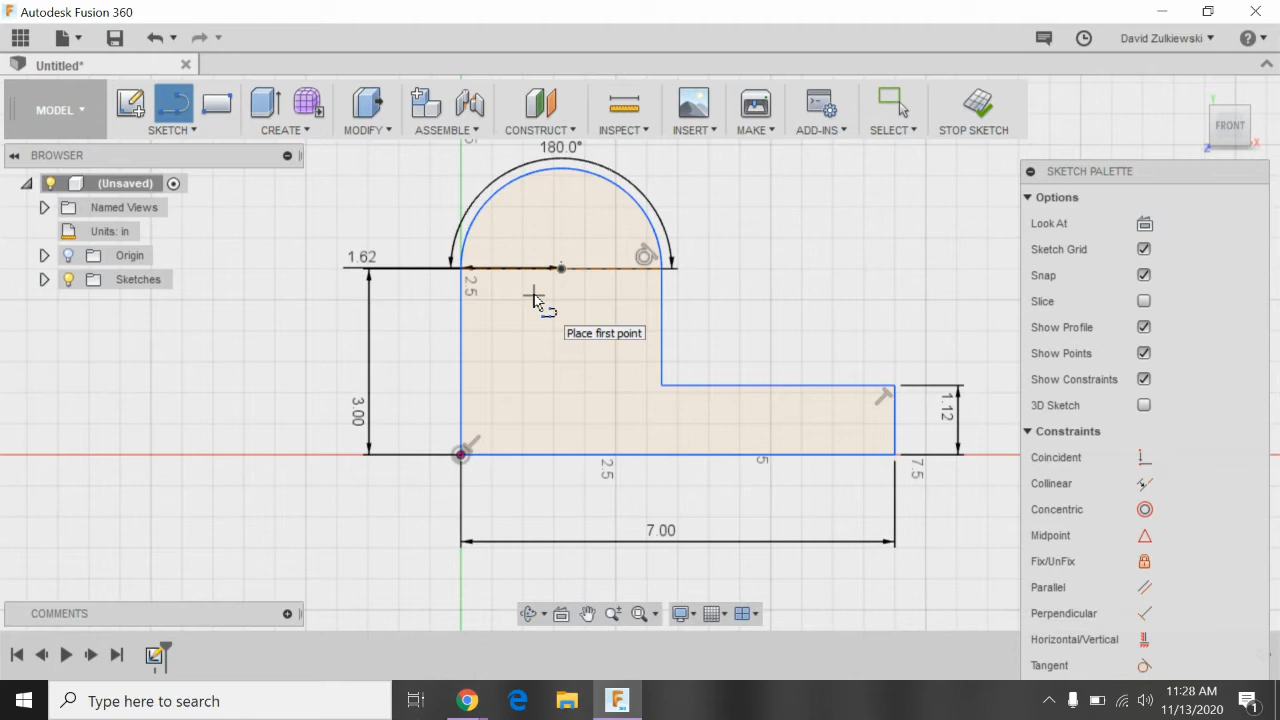 Autodesk Fusion 360
David Zulkiewski
Untitled*
MODEL
SKETCH
CREATE
MODIFY
ASSEMBLE
CONSTRUCT
INSPECT
INSERT
MAKE
ADD-INS
SELECT
STOP SKETCH
BROWSER
(Unsaved)
Named Views
Units: in
Origin
Sketches
Y
FRONT
Z
X
180.0°
1.62
2.5
3.00
Place first point
1.12
2.5
5
7.5
7.00
SKETCH PALETTE
Options
Look At
Sketch Grid
Snap
Slice
Show Profile
Show Points
Show Constraints
3D Sketch
Constraints
Coincident
Collinear
Concentric
Midpoint
Fix/UnFix
Parallel
Perpendicular
Horizontal/Vertical
Tangent
COMMENTS
Type here to search
11:28 AM
11/13/2020
1